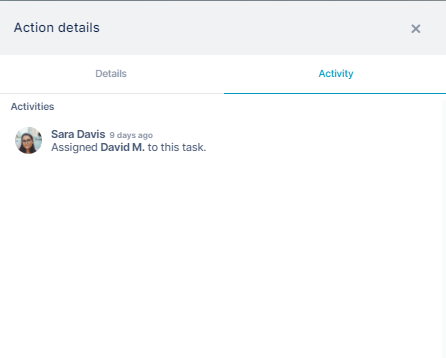 Action details
Details
Activity
Activities
Sara Davis 9 days ago
Assigned David M. to this task.